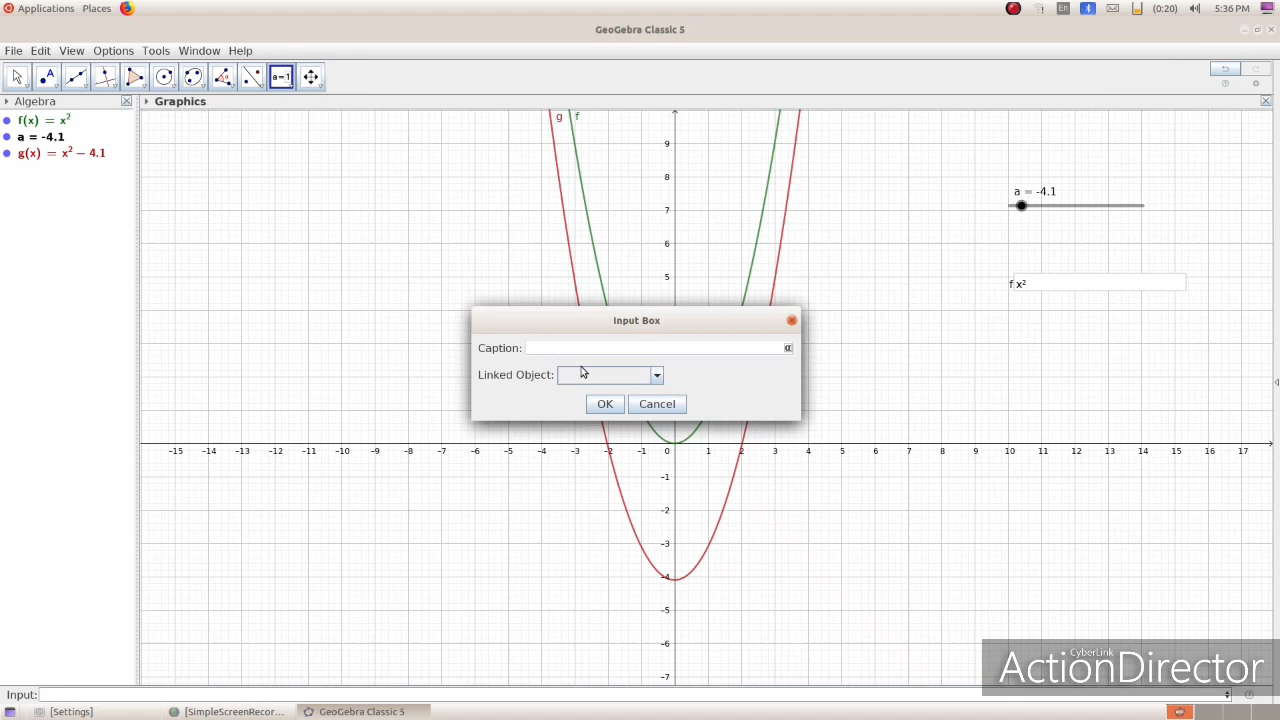 Applications Places En (0:20) 5:36 PM
GeoGebra Classic 5
File Edit View Options Tools Window Help
A a=1
Algebra Graphics
f(x) = x²
a = -4.1
g(x) = x² − 4.1
g f
9
8
7
6
5
a = -4.1
f x²
Input Box
Caption: α
Linked Object:
OK Cancel
-15 -14 -13 -12 -11 -10 -9 -8 -7 -6 -5 -4 -3 -2 -1 0 1 2 3 4 5 6 7 8 9 10 11 12 13 14 15 16 17
-1
-2
-3
-4
-5
-6
-7
CyberLink
ActionDirector
Input:
[Settings] [SimpleScreenRecor... GeoGebra Classic 5